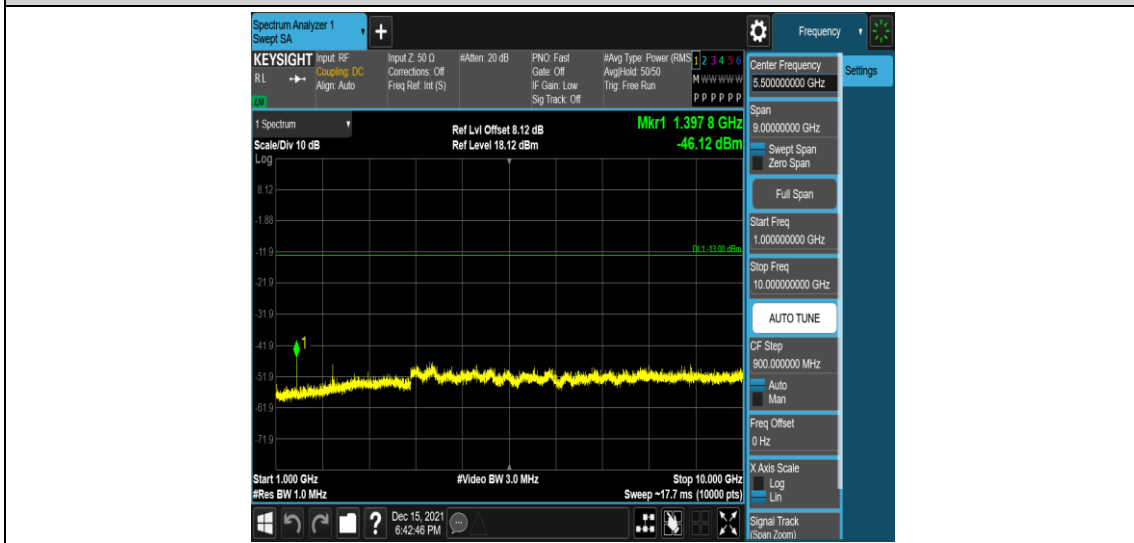 Spectrum Analyzer 1
Swept SA
+
Frequency
KEYSIGHT
RL
LXI
Input: RF
Coupling: DC
Align: Auto
Input Z: 50 Ω
Corrections: Off
Freq Ref: Int (S)
#Atten: 20 dB
PNO: Fast
Gate: Off
IF Gain: Low
Sig Track: Off
#Avg Type: Power (RMS
Avg|Hold: 50/50
Trig: Free Run
1 2 3 4 5 6
M W W W W W
P P P P P P
1 Spectrum
Scale/Div 10 dB
Ref Lvl Offset 8.12 dB
Ref Level 18.12 dBm
Mkr1 1.397 8 GHz
-46.12 dBm
Log
8.12
-1.88
-11.9
-21.9
-31.9
-41.9
-51.9
-61.9
-71.9
DL1 -13.00 dBm
1
Start 1.000 GHz
#Res BW 1.0 MHz
#Video BW 3.0 MHz
Stop 10.000 GHz
Sweep ~17.7 ms (10000 pts)
?
Dec 15, 2021
6:42:46 PM
Center Frequency
5.500000000 GHz
Span
9.00000000 GHz
Swept Span
Zero Span
Full Span
Start Freq
1.000000000 GHz
Stop Freq
10.000000000 GHz
AUTO TUNE
CF Step
900.000000 MHz
Auto
Man
Freq Offset
0 Hz
X Axis Scale
Log
Lin
Signal Track
(Span Zoom)
Settings